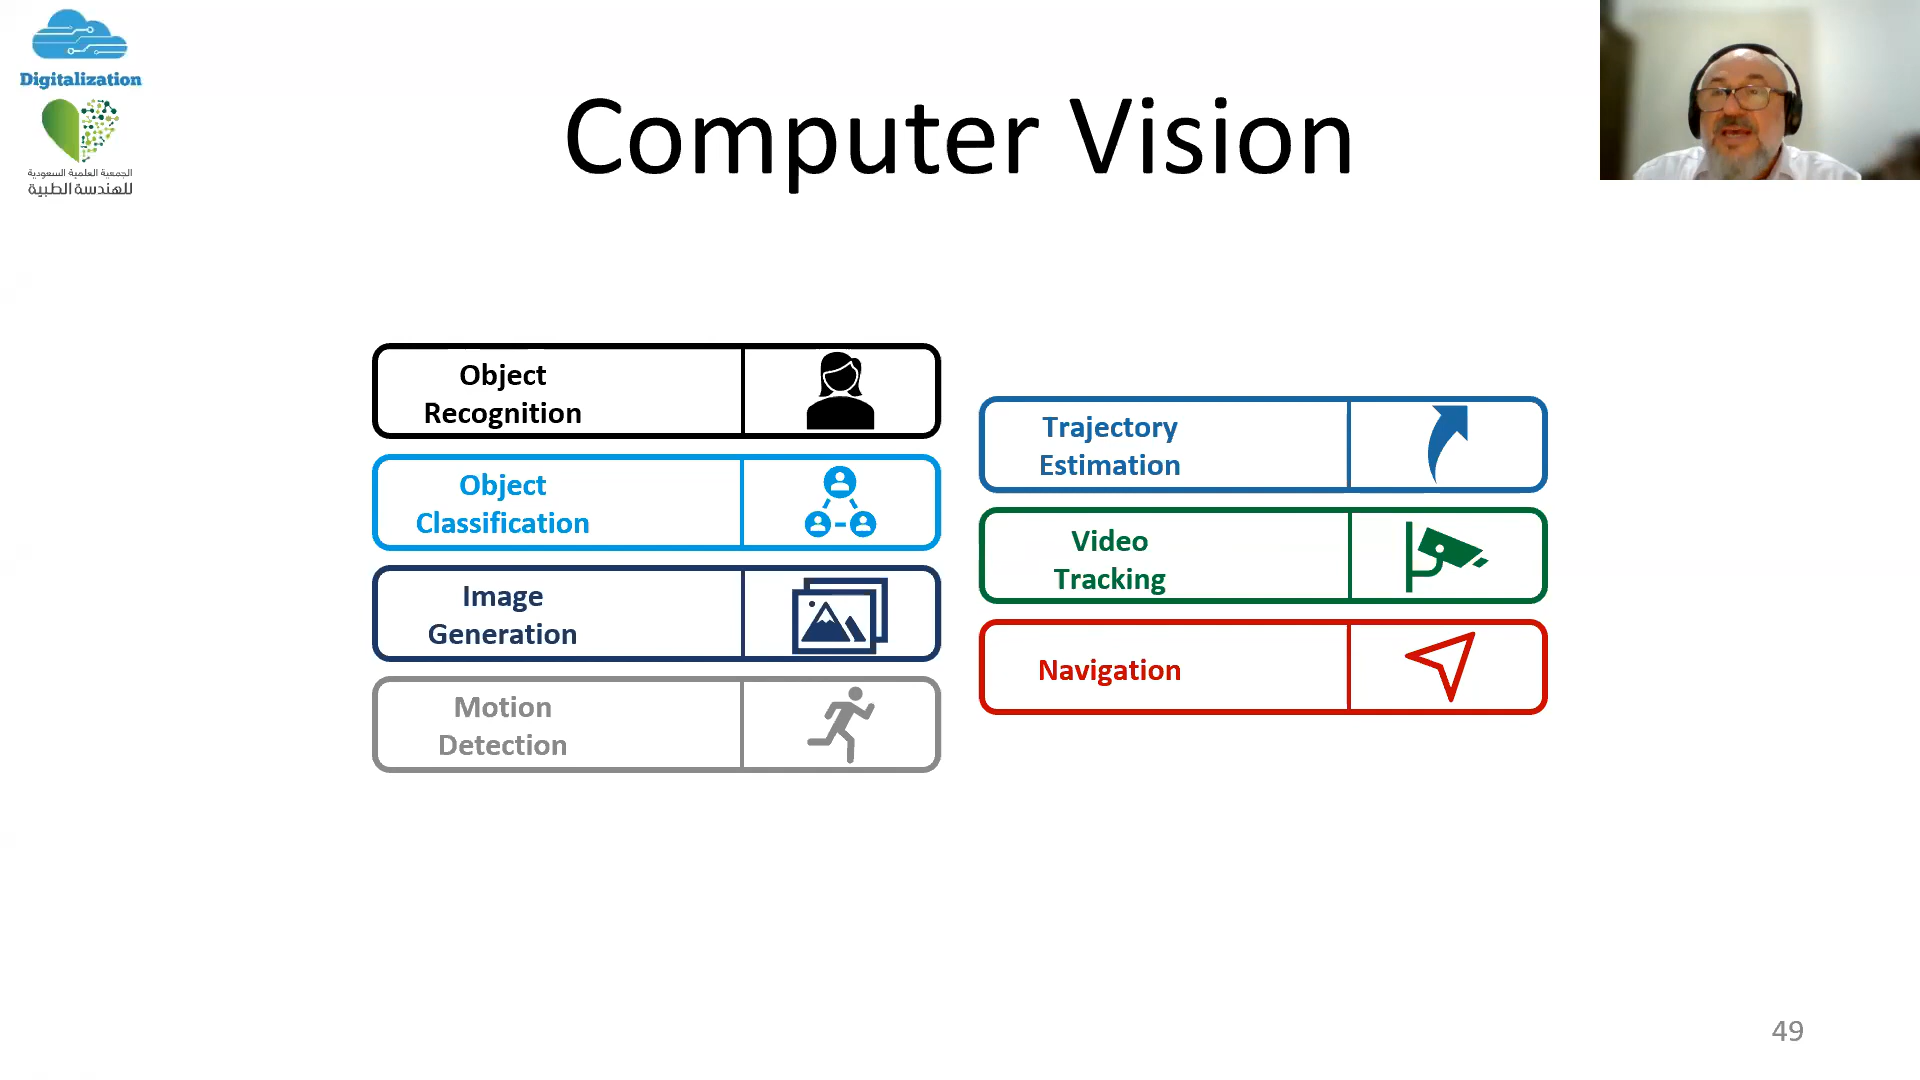 Digitalization
الجمعية العلمية السعودية
للهندسة الطبية
Computer Vision
Object
Recognition
Object
Classification
Image
Generation
Motion
Detection
Trajectory
Estimation
Video
Tracking
Navigation
49